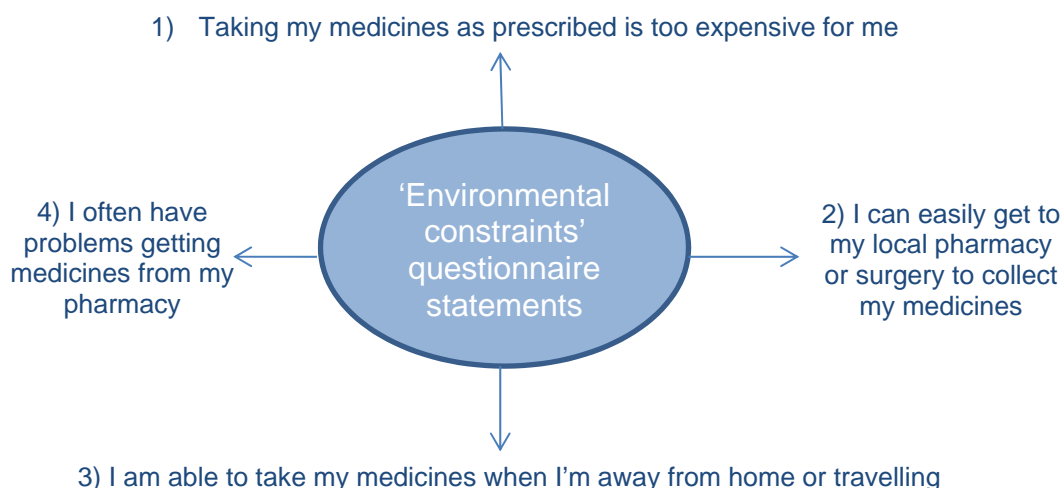 1) Taking my medicines as prescribed is too expensive for me
‘Environmental
constraints’
questionnaire
statements
2) I can easily get to
my local pharmacy
or surgery to collect
my medicines
3) I am able to take my medicines when I’m away from home or travelling
4) I often have
problems getting
medicines from my
pharmacy